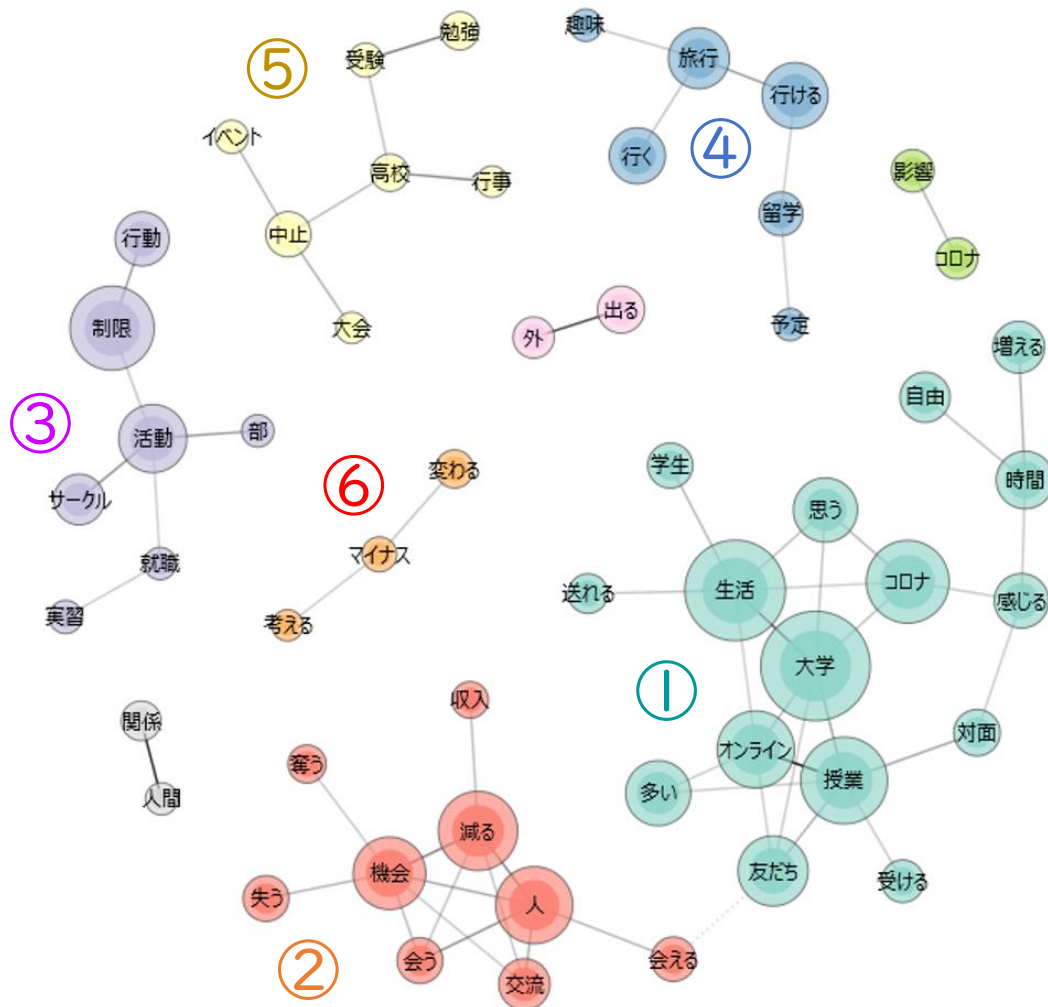 ⑤
勉強
受験
イベント
高校
行事
中止
大会
趣味
旅行
行ける
行く
④
留学
予定
影響
コロナ
行動
制限
③
活動
部
サークル
就職
実習
外
出る
⑥
変わる
マイナス
考える
増える
自由
時間
学生
思う
生活
コロナ
送れる
感じる
大学
①
オンライン
対面
多い
授業
友だち
受ける
関係
人間
収入
奪う
減る
機会
失う
人
②
会う
交流
会える